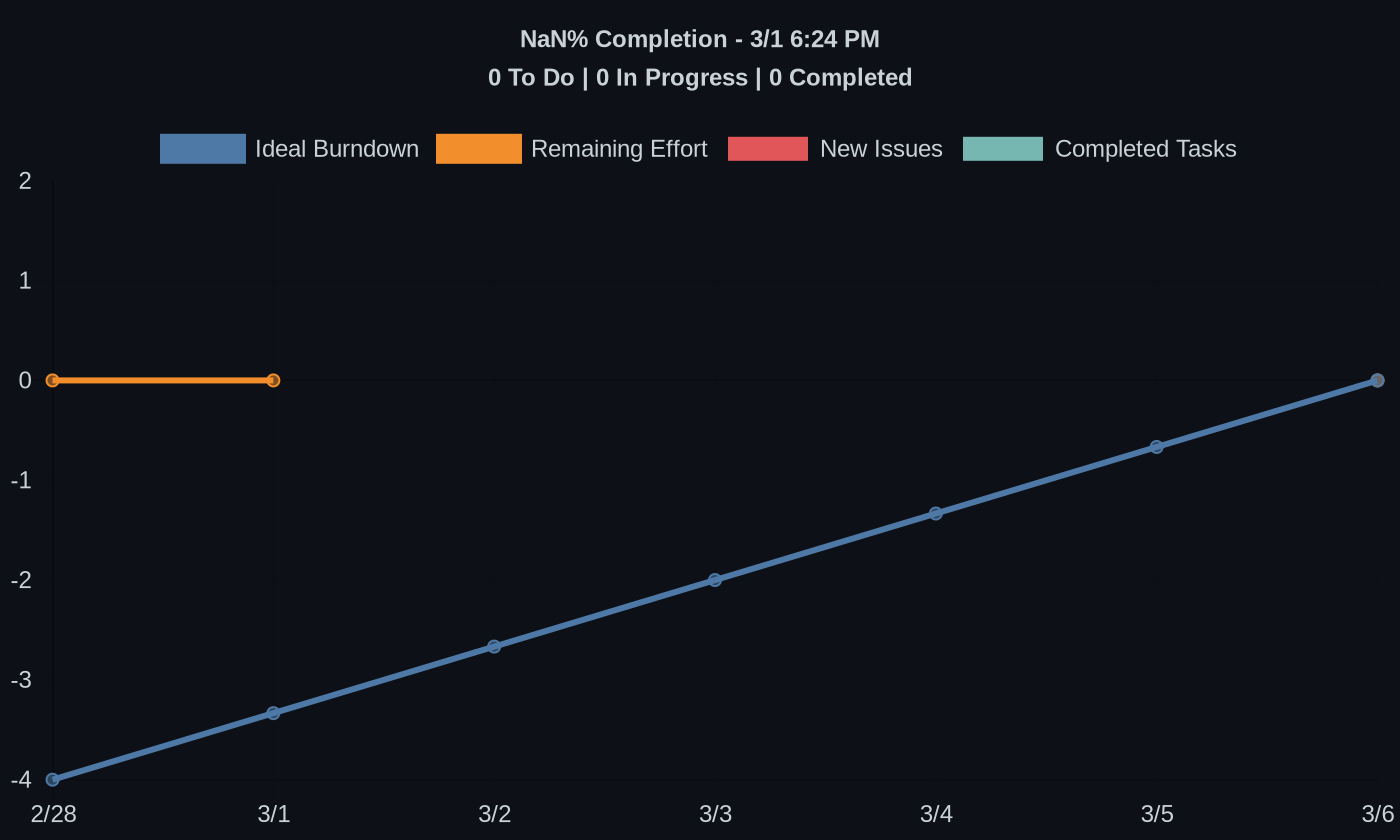 NaN% Completion - 3/1 6:24 PM
0 To Do | 0 In Progress | 0 Completed
Ideal Burndown Remaining Effort New Issues Completed Tasks
2
1
0
-1
-2
-3
-4
2/28 3/1 3/2 3/3 3/4 3/5 3/6